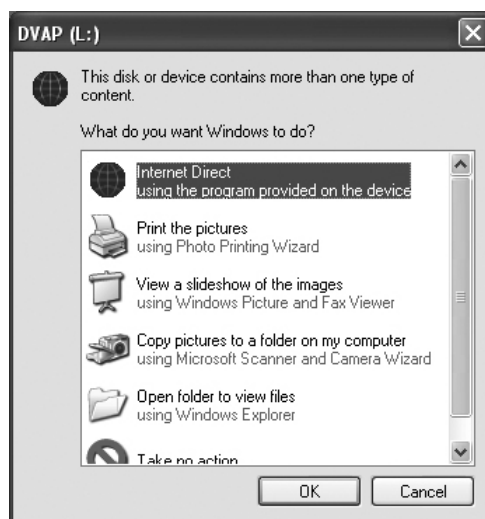 DVAP (L:)
This disk or device contains more than one type of
content.
What do you want Windows to do?
Internet Direct
using the program provided on the device
Print the pictures
using Photo Printing Wizard
View a slideshow of the images
using Windows Picture and Fax Viewer
Copy pictures to a folder on my computer
using Microsoft Scanner and Camera Wizard
Open folder to view files
using Windows Explorer
Take no action
OK
Cancel